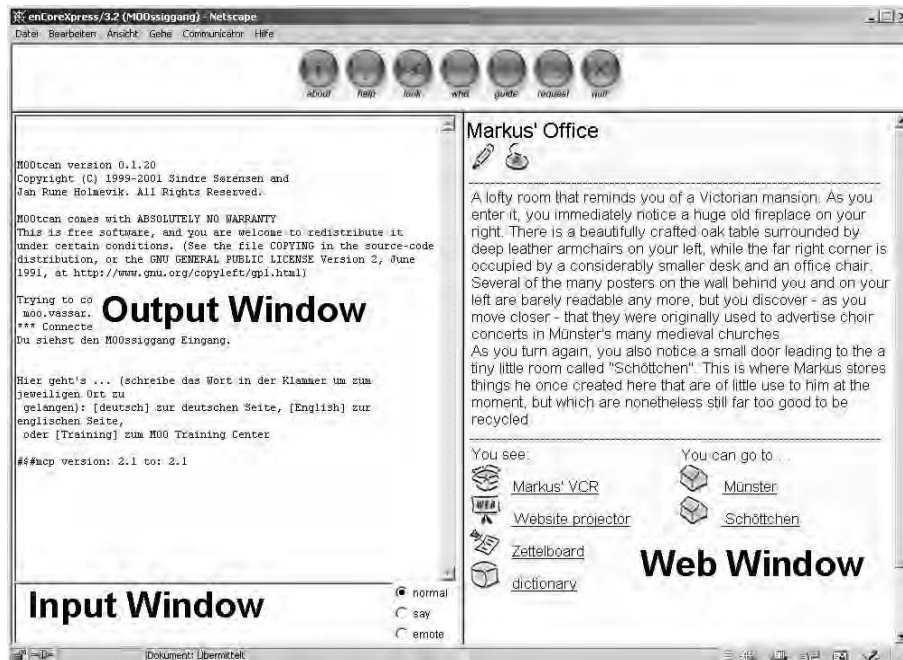 enCoreXpress/3.2 (MOOssiggang) - Netscape
Datei Bearbeiten Ansicht Gehe Communicator Hilfe
about help look who guide request quit
MOOtcan version 0.1.20
Copyright (C) 1999-2001 Sindre Sørensen and
Jan Rune Holmevik. All Rights Reserved.
MOOtcan comes with ABSOLUTELY NO WARRANTY
This is free software, and you are welcome to redistribute it
under certain conditions. (See the file COPYING in the source-code
distribution, or the GNU GENERAL PUBLIC LICENSE Version 2, June
1991, at http://www.gnu.org/copyleft/gpl.html)
Trying to co
moo.vassar.
*** Connecte
Output Window
Du siehst den MOOssiggang Eingang.
Hier geht's ... (schreibe das Wort in der Klammer um zum
jeweiligen Ort zu
gelangen): [deutsch] zur deutschen Seite, [English] zur
englischen Seite,
oder [Training] zum MOO Training Center
#$#mcp version: 2.1 to: 2.1
Input Window
normal
say
emote
Markus' Office
A lofty room that reminds you of a Victorian mansion. As you
enter it, you immediately notice a huge old fireplace on your
right. There is a beautifully crafted oak table surrounded by
deep leather armchairs on your left, while the far right corner is
occupied by a considerably smaller desk and an office chair.
Several of the many posters on the wall behind you and on your
left are barely readable any more, but you discover - as you
move closer - that they were originally used to advertise choir
concerts in Münster's many medieval churches.
As you turn again, you also notice a small door leading to the a
tiny little room called "Schöttchen". This is where Markus stores
things he once created here that are of little use to him at the
moment, but which are nonetheless still far too good to be
recycled
You see: You can go to ...
Markus' VCR Münster
WEB
Website projector Schöttchen
Zettelboard
dictionary
Web Window
Dokument: Übermittelt